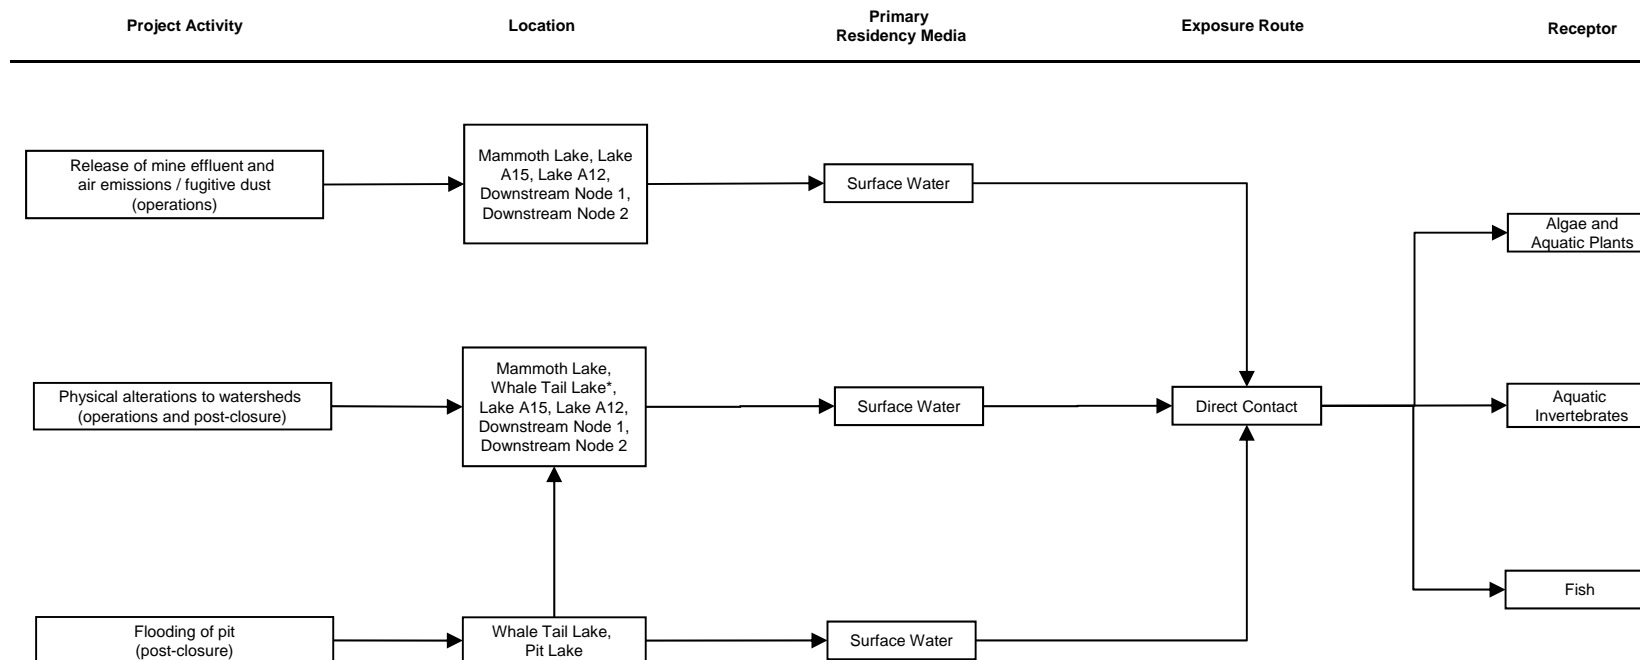 Project Activity
Location
Primary
Residency Media
Exposure Route
Receptor
Release of mine effluent and
air emissions / fugitive dust
(operations)
Mammoth Lake, Lake
A15, Lake A12,
Downstream Node 1,
Downstream Node 2
Surface Water
Algae and
Aquatic Plants
Physical alterations to watersheds
(operations and post-closure)
Mammoth Lake,
Whale Tail Lake*,
Lake A15, Lake A12,
Downstream Node 1,
Downstream Node 2
Surface Water
Direct Contact
Aquatic
Invertebrates
Fish
Flooding of pit
(post-closure)
Whale Tail Lake,
Pit Lake
Surface Water